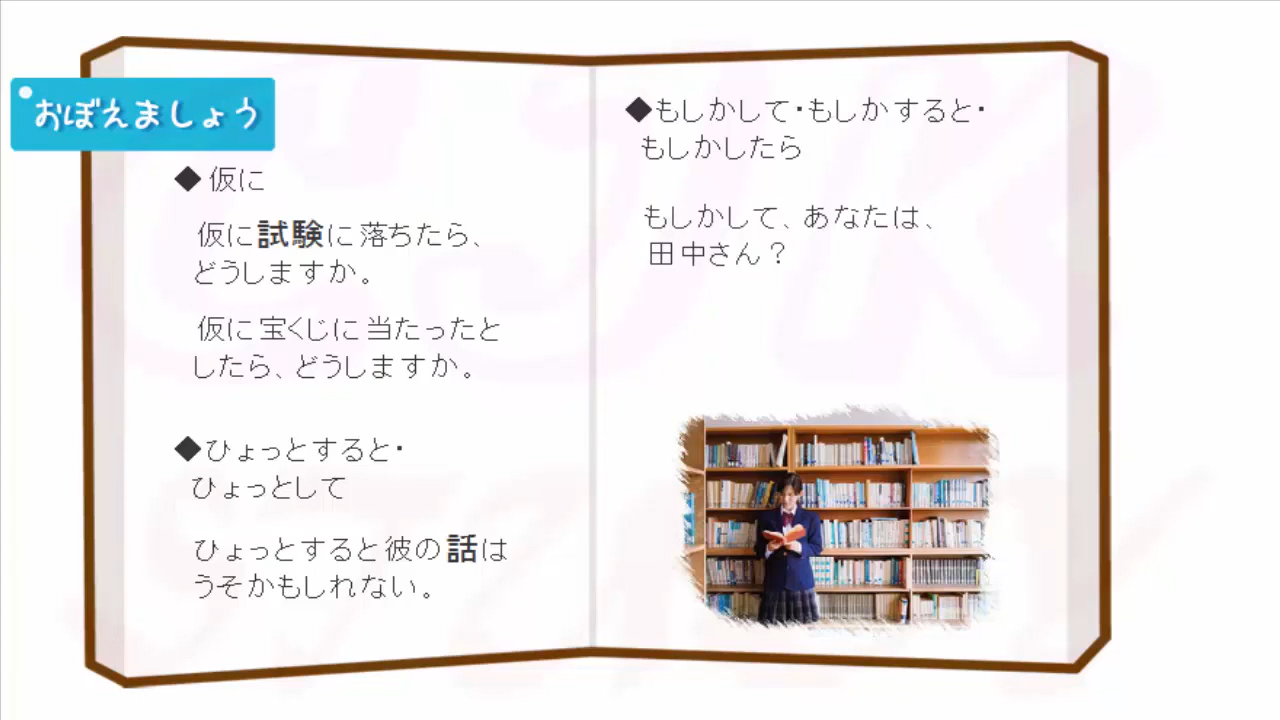 おぼえましょう
◆仮に
仮に試験に落ちたら、
どうしますか。
仮に宝くじに当たったと
したら、どうしますか。
◆ひょっとすると・
ひょっとして
ひょっとすると彼の話は
うそかもしれない。
◆もしかして・もしかすると・
もしかしたら
もしかして、あなたは、
田中さん？